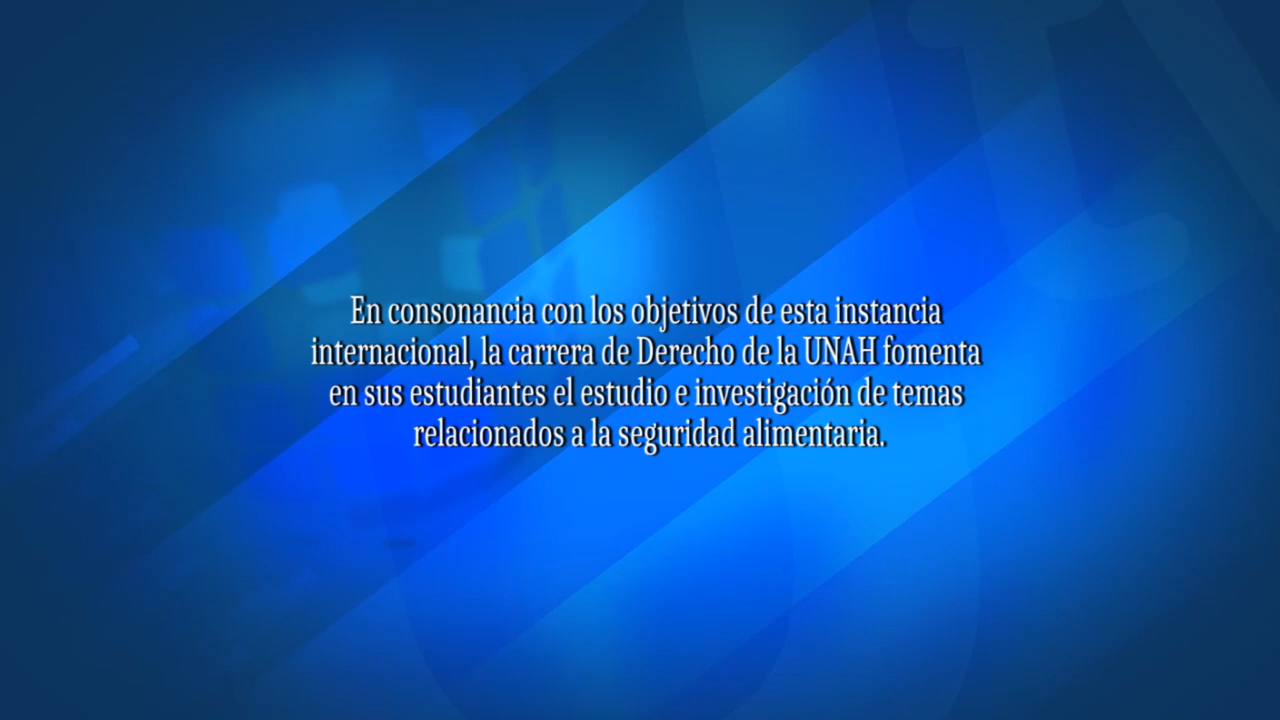 En consonancia con los objetivos de esta instancia
internacional, la carrera de Derecho de la UNAH fomenta
en sus estudiantes el estudio e investigación de temas
relacionados a la seguridad alimentaria.